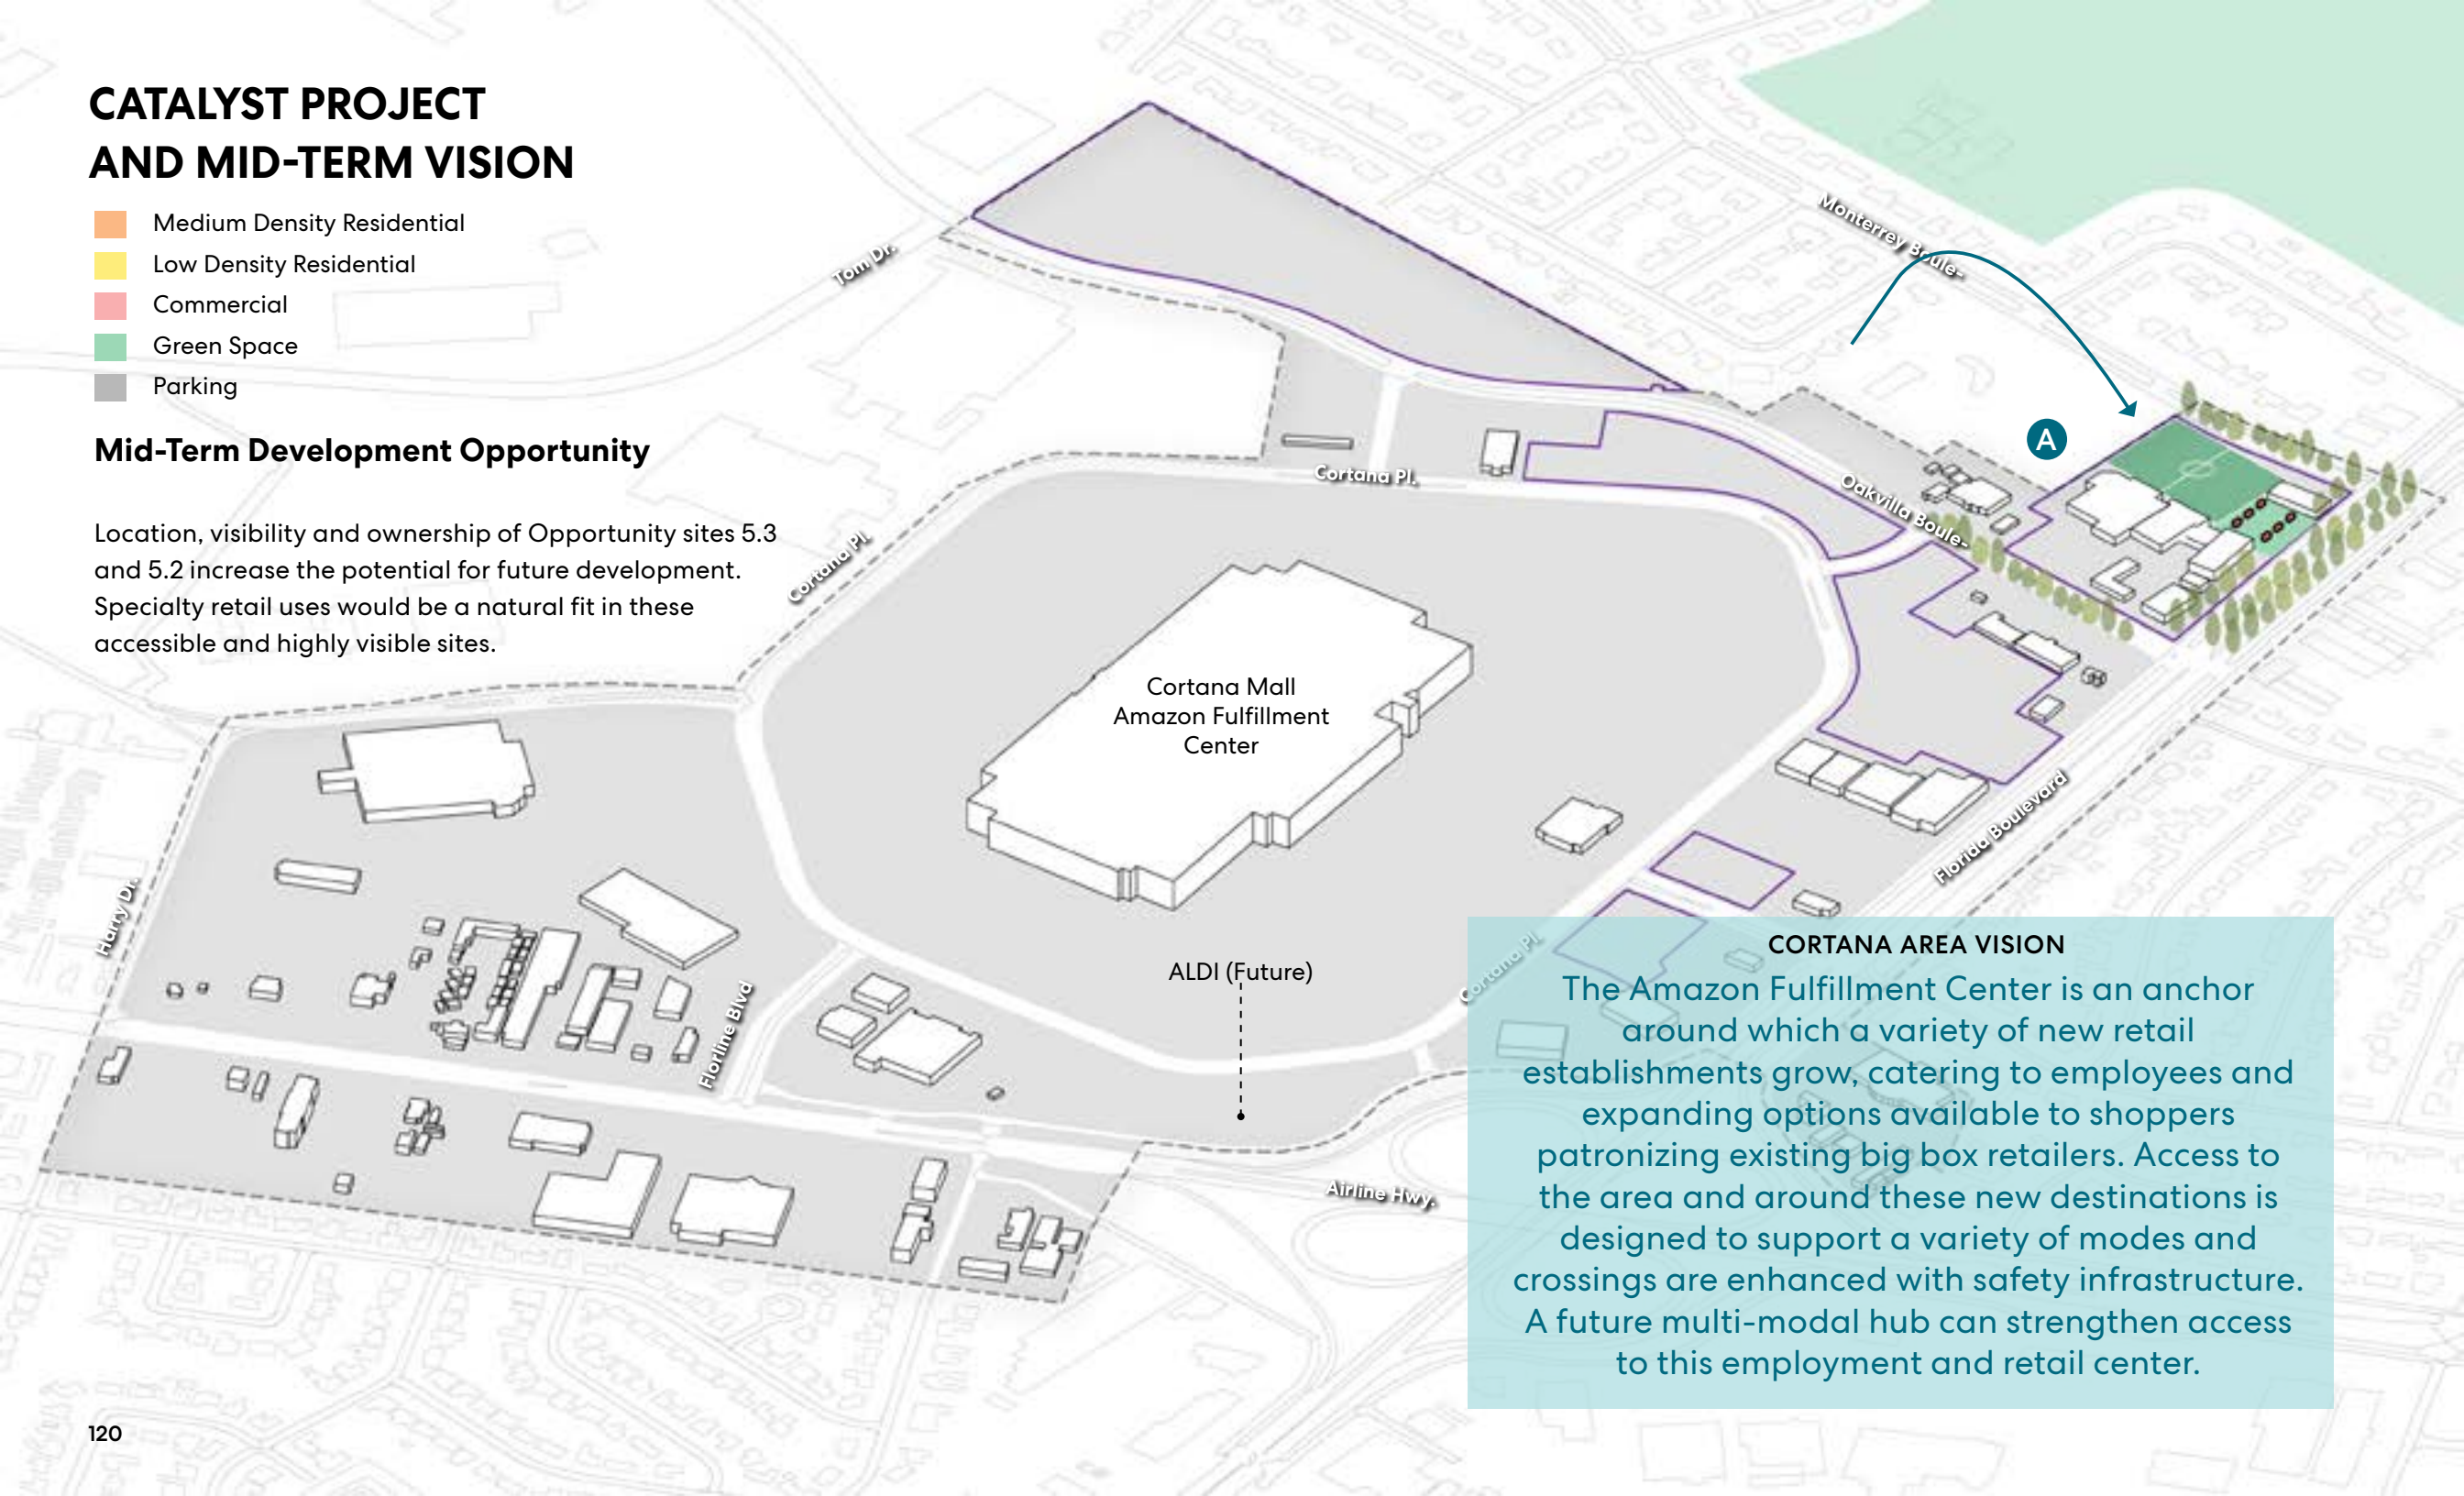 CATALYST PROJECT
AND MID-TERM VISION
Medium Density Residential
Low Density Residential
Commercial
Green Space
Parking
Mid-Term Development Opportunity
Location, visibility and ownership of Opportunity sites 5.3
and 5.2 increase the potential for future development.
Specialty retail uses would be a natural fit in these
accessible and highly visible sites.
Tom Dr.
Monterrey Boule-
A
Cortana Pl.
Oakvilla Boule-
Cortana Pl.
Cortana Mall
Amazon Fulfillment
Center
Florida Boulevard
Harry Dr.
Florline Blvd
ALDI (Future)
Cortana Pl.
Airline Hwy.
CORTANA AREA VISION
The Amazon Fulfillment Center is an anchor
around which a variety of new retail
establishments grow, catering to employees and
expanding options available to shoppers
patronizing existing big box retailers. Access to
the area and around these new destinations is
designed to support a variety of modes and
crossings are enhanced with safety infrastructure.
A future multi-modal hub can strengthen access
to this employment and retail center.
120